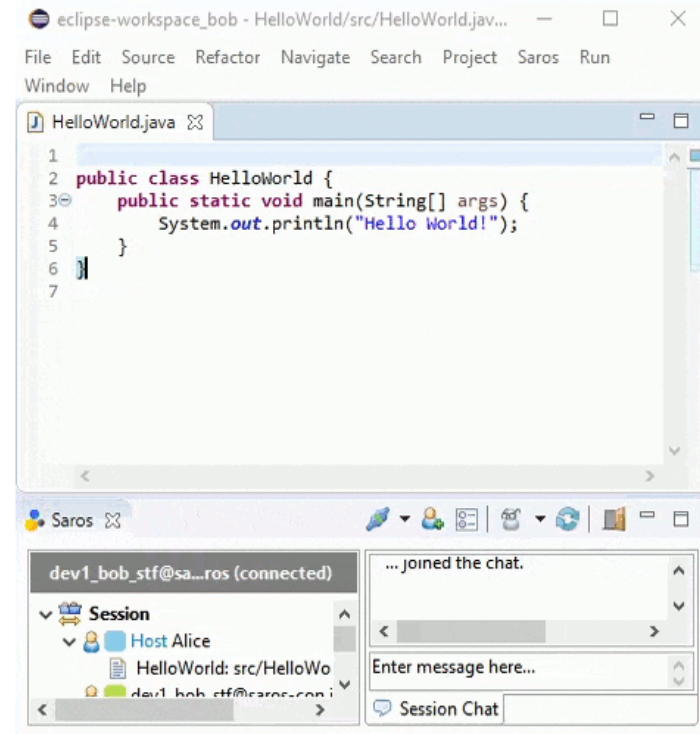 eclipse-workspace_bob - HelloWorld/src/HelloWorld.jav...
File Edit Source Refactor Navigate Search Project Saros Run
Window Help
HelloWorld.java
1
2 public class HelloWorld {
3 public static void main(String[] args) {
4 System.out.println("Hello World!");
5 }
6 }
7
Saros
dev1_bob_stf@sa...ros (connected)
Session
Host Alice
HelloWorld: src/HelloWo
dev1_bob_stf@saros-con.i
... joined the chat.
Enter message here...
Session Chat